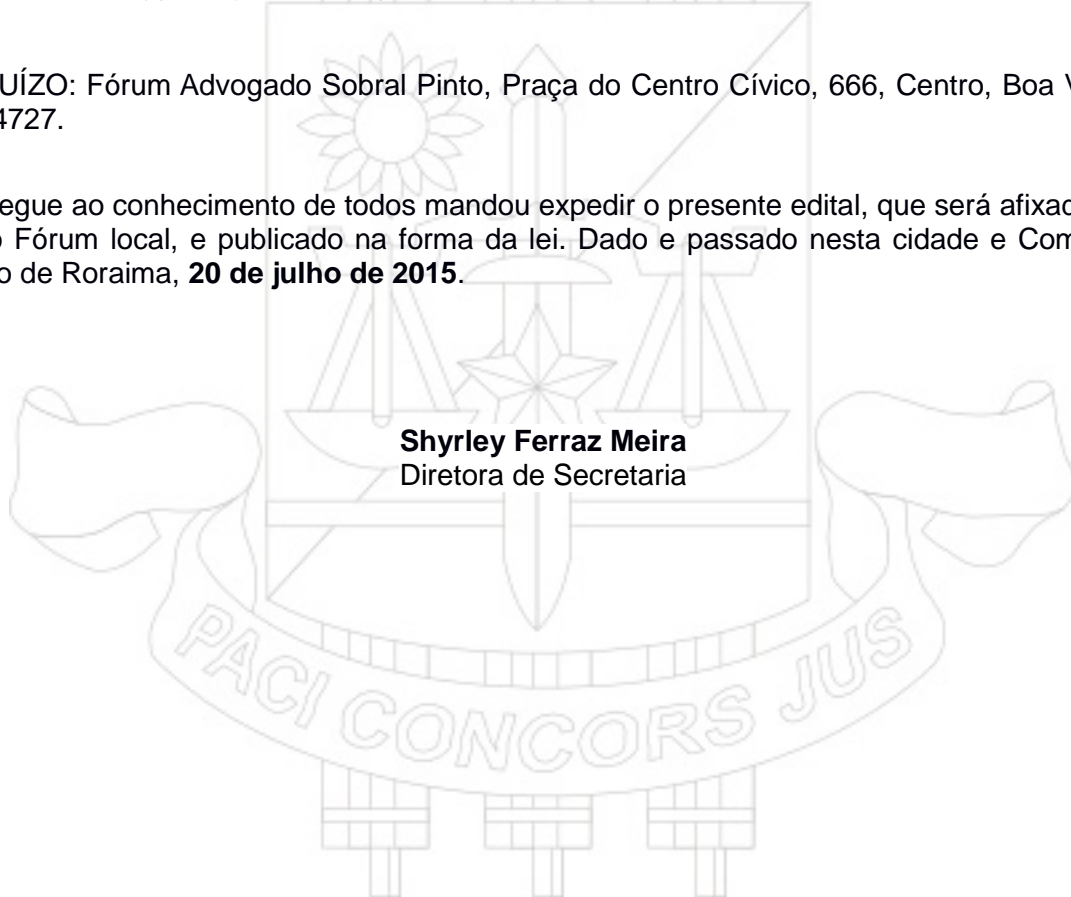 UÍZO: Fórum Advogado Sobral Pinto, Praça do Centro Cívico, 666, Centro, Boa V
4727.
egue ao conhecimento de todos mandou expedir o presente edital, que será afixad
o Fórum local, e publicado na forma da lei. Dado e passado nesta cidade e Com
o de Roraima, 20 de julho de 2015.
Shyrley Ferraz Meira
Diretora de Secretaria
PACI CONCORS JUS